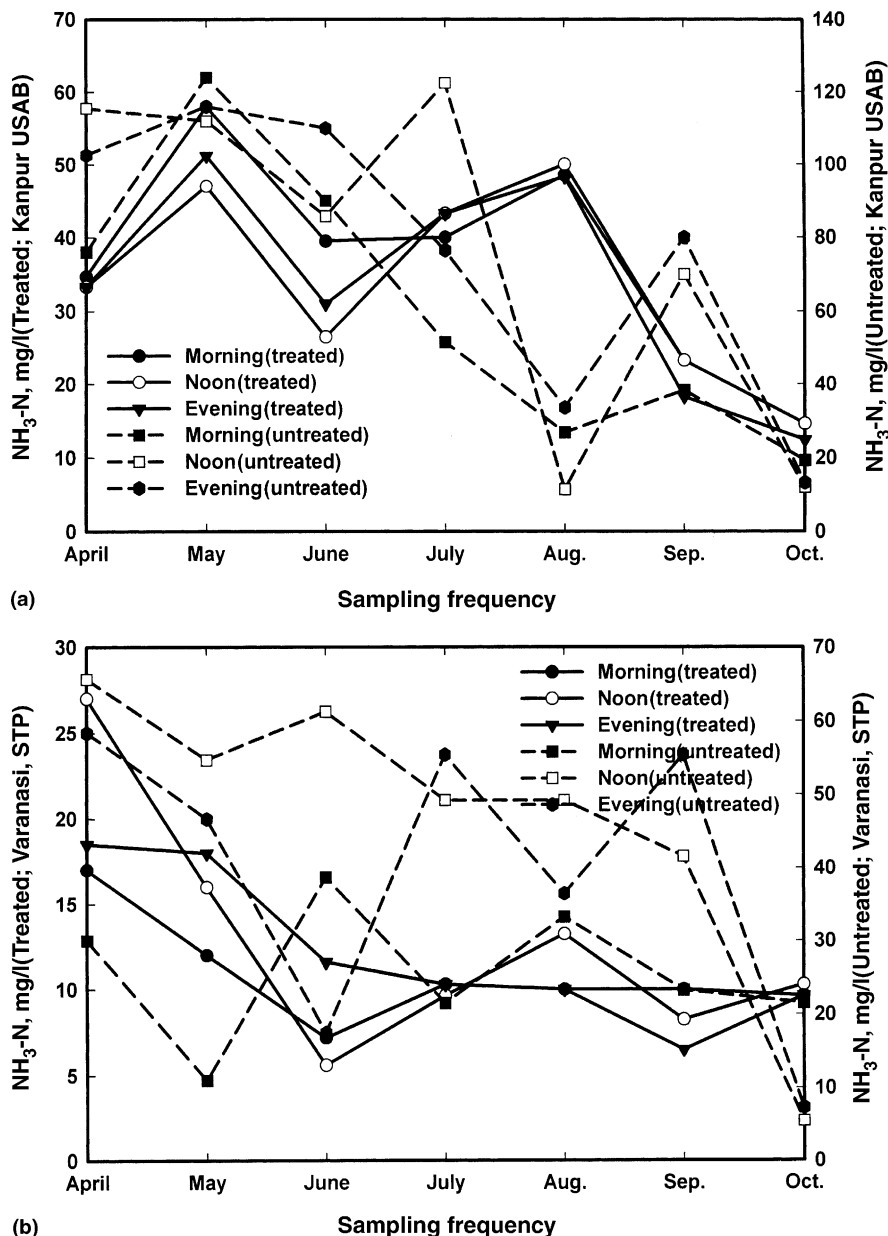 70
60
50
40
30
20
10
0
NH3-N, mg/l(Treated; Kanpur USAB)
140
120
100
80
60
40
20
0
NH3-N, mg/l(Untreated; Kanpur USAB)
Morning(treated)
Noon(treated)
Evening(treated)
Morning(untreated)
Noon(untreated)
Evening(untreated)
April May June July Aug. Sep. Oct.
(a) Sampling frequency
30
25
20
15
10
5
0
NH3-N, mg/l(Treated; Varanasi, STP)
70
60
50
40
30
20
10
0
NH3-N, mg/l(Untreated; Varanasi, STP)
Morning(treated)
Noon(treated)
Evening(treated)
Morning(untreated)
Noon(untreated)
Evening(untreated)
April May June July Aug. Sep. Oct.
(b) Sampling frequency